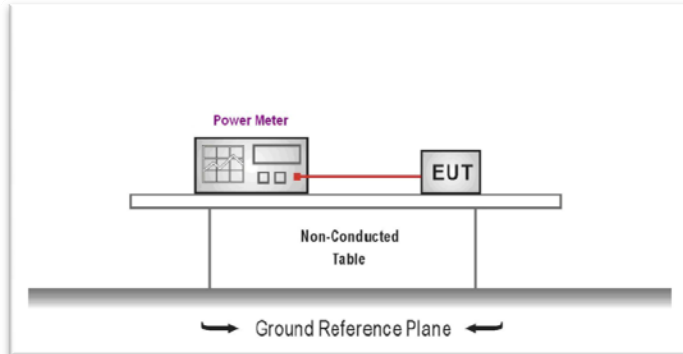 Power Meter
EUT
Non-Conducted
Table
Ground Reference Plane